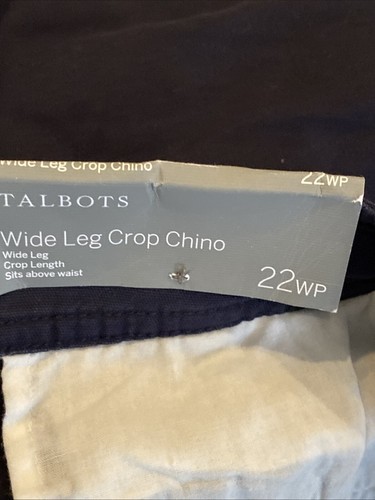 Wide Leg Crop Chino
22WP
TALBOTS
Wide Leg Crop Chino
Wide Leg
Crop Length
Sits above waist
22WP